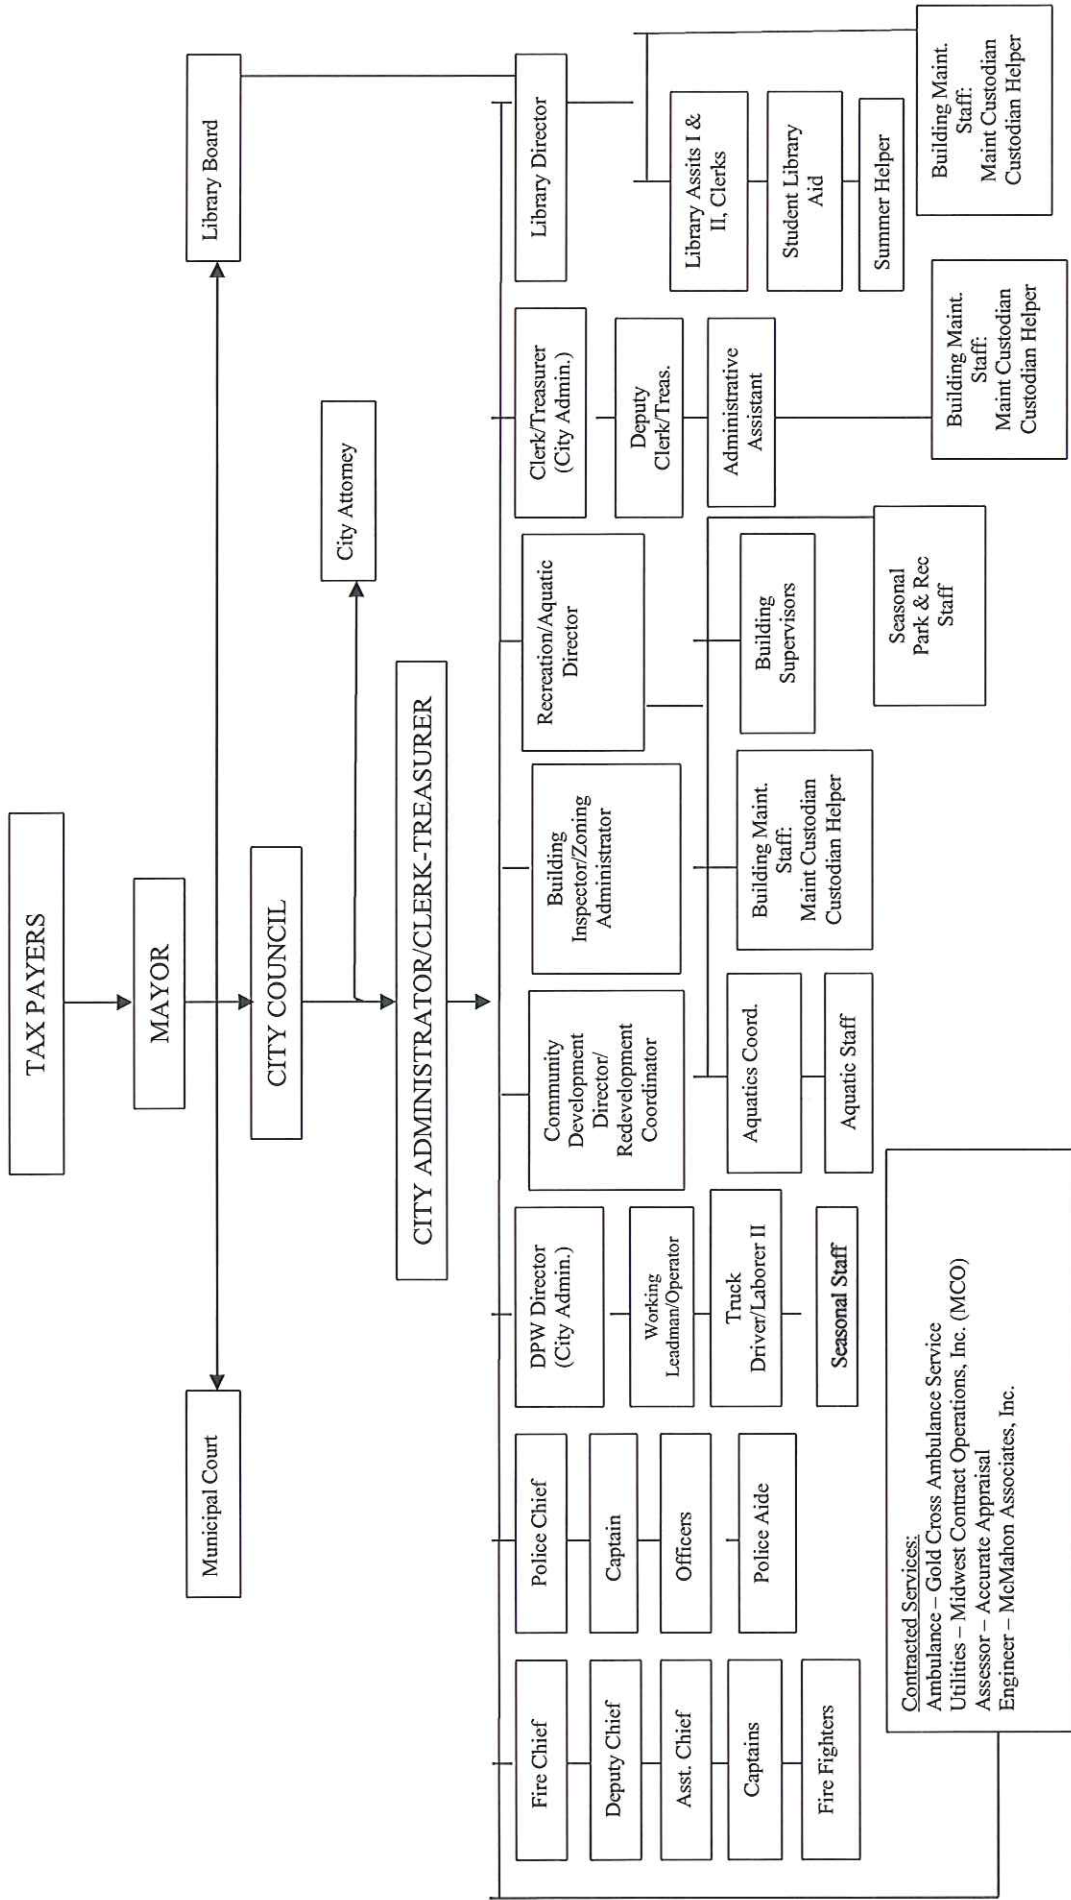 TAX PAYERS
MAYOR
Municipal Court
Library Board
CITY COUNCIL
City Attorney
CITY ADMINISTRATOR/CLERK-TREASURER
Fire Chief
Deputy Chief
Asst. Chief
Captains
Fire Fighters
Police Chief
Captain
Officers
Police Aide
DPW Director
(City Admin.)
Working
Leadman/Operator
Truck
Driver/Laborer II
Seasonal Staff
Community
Development
Director/
Redevelopment
Coordinator
Building
Inspector/Zoning
Administrator
Recreation/Aquatic
Director
Aquatics Coord.
Aquatic Staff
Building Maint.
Staff:
Maint Custodian
Custodian Helper
Building
Supervisors
Seasonal
Park & Rec
Staff
Clerk/Treasurer
(City Admin.)
Deputy
Clerk/Treas.
Administrative
Assistant
Building Maint.
Staff:
Maint Custodian
Custodian Helper
Library Director
Library Assits I &
II, Clerks
Student Library
Aid
Summer Helper
Building Maint.
Staff:
Maint Custodian
Custodian Helper
Contracted Services:
Ambulance – Gold Cross Ambulance Service
Utilities – Midwest Contract Operations, Inc. (MCO)
Assessor – Accurate Appraisal
Engineer – McMahon Associates, Inc.